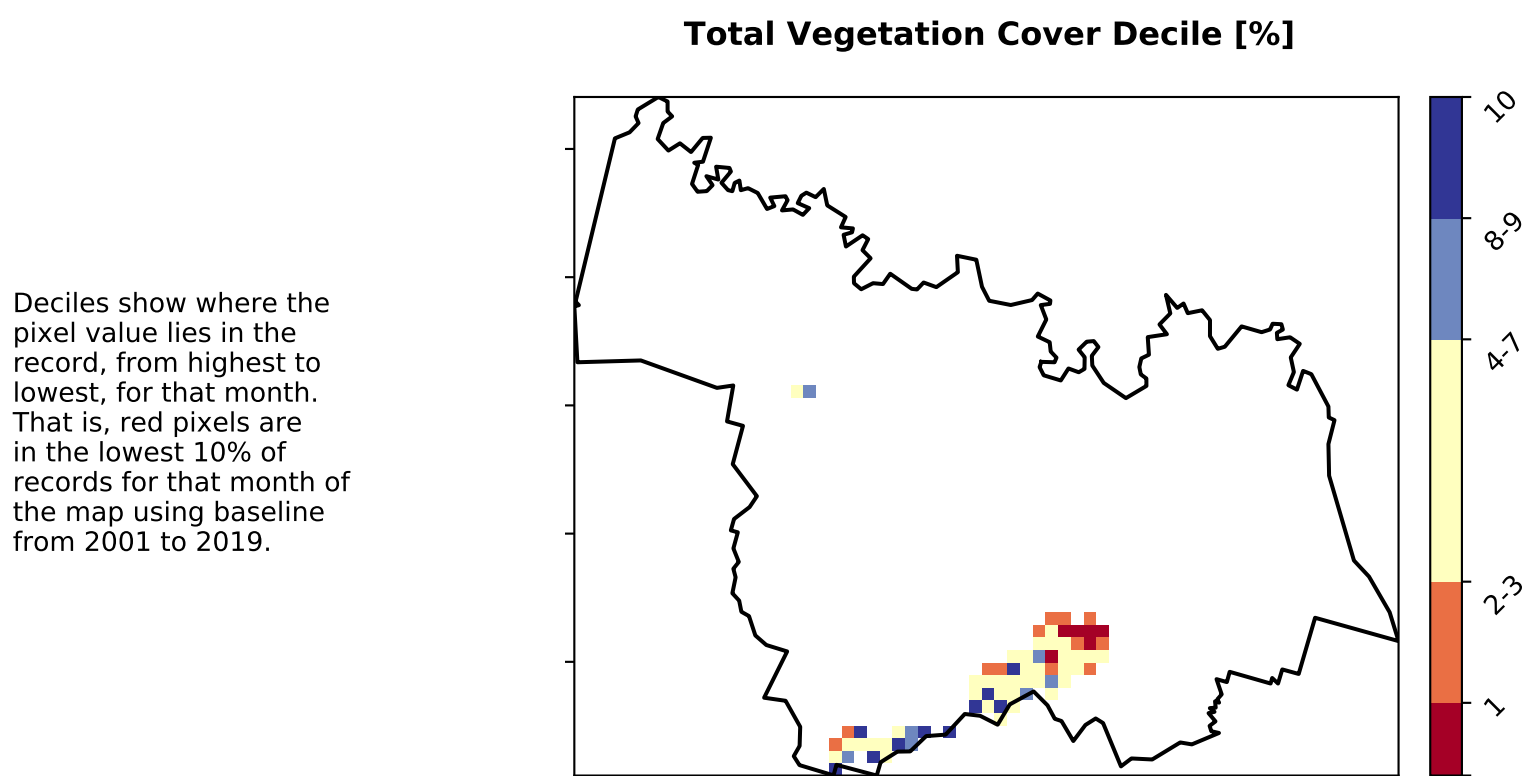 Total Vegetation Cover Decile [%]
Deciles show where the
pixel value lies in the
record, from highest to
lowest, for that month.
That is, red pixels are
in the lowest 10% of
records for that month of
the map using baseline
from 2001 to 2019.
10
8-9
4-7
2-3
1